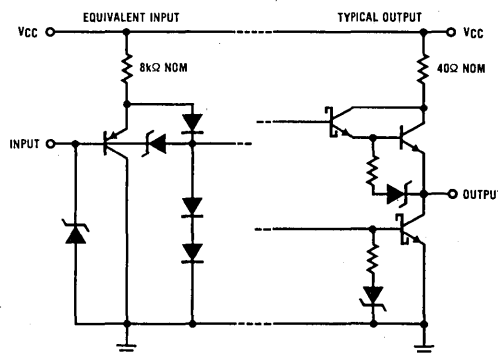 EQUIVALENT INPUT
TYPICAL OUTPUT
VCC
VCC
8kΩ NOM
40Ω NOM
INPUT
OUTPUT